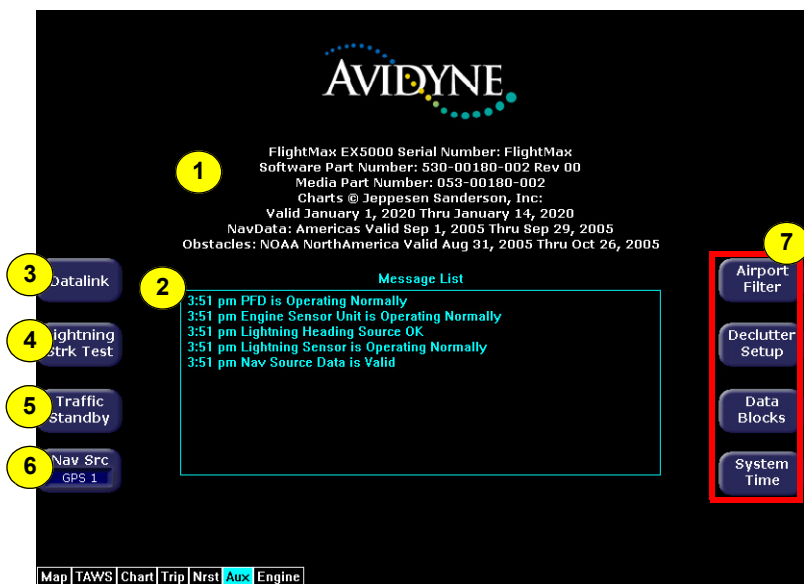 AVIDYNE
FlightMax EX5000 Serial Number: FlightMax
Software Part Number: 530-00180-002 Rev 00
Media Part Number: 053-00180-002
Charts © Jeppesen Sanderson, Inc:
Valid January 1, 2020 Thru January 14, 2020
NavData: Americas Valid Sep 1, 2005 Thru Sep 29, 2005
Obstacles: NOAA NorthAmerica Valid Aug 31, 2005 Thru Oct 26, 2005
1
2
Message List
3:51 pm PFD is Operating Normally
3:51 pm Engine Sensor Unit is Operating Normally
3:51 pm Lightning Heading Source OK
3:51 pm Lightning Sensor is Operating Normally
3:51 pm Nav Source Data is Valid
3
Datalink
4
Lightning
Strk Test
5
Traffic
Standby
6
Nav Src
GPS 1
7
Airport
Filter
Declutter
Setup
Data
Blocks
System
Time
Map TAWS Chart Trip Nrst Aux Engine